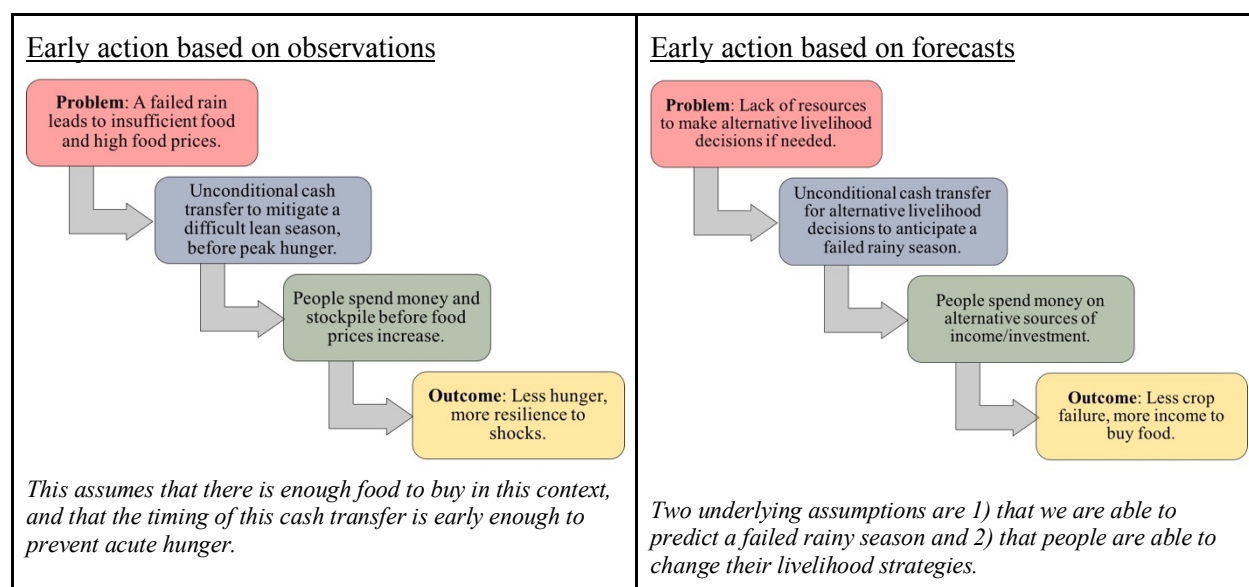 Early action based on observations
Problem: A failed rain
leads to insufficient food
and high food prices.
Unconditional cash
transfer to mitigate a
difficult lean season,
before peak hunger.
People spend money and
stockpile before food
prices increase.
Outcome: Less hunger,
more resilience to
shocks.
This assumes that there is enough food to buy in this context,
and that the timing of this cash transfer is early enough to
prevent acute hunger.
Early action based on forecasts
Problem: Lack of resources
to make alternative livelihood
decisions if needed.
Unconditional cash transfer
for alternative livelihood
decisions to anticipate a
failed rainy season.
People spend money on
alternative sources of
income/investment.
Outcome: Less crop
failure, more income to
buy food.
Two underlying assumptions are 1) that we are able to
predict a failed rainy season and 2) that people are able to
change their livelihood strategies.